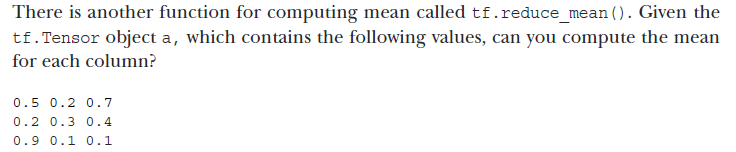 There is another function for computing mean called tf.reduce_mean(). Given the
tf.Tensor object a, which contains the following values, can you compute the mean
for each column?
0.5 0.2 0.7
0.2 0.3 0.4
0.9 0.1 0.1